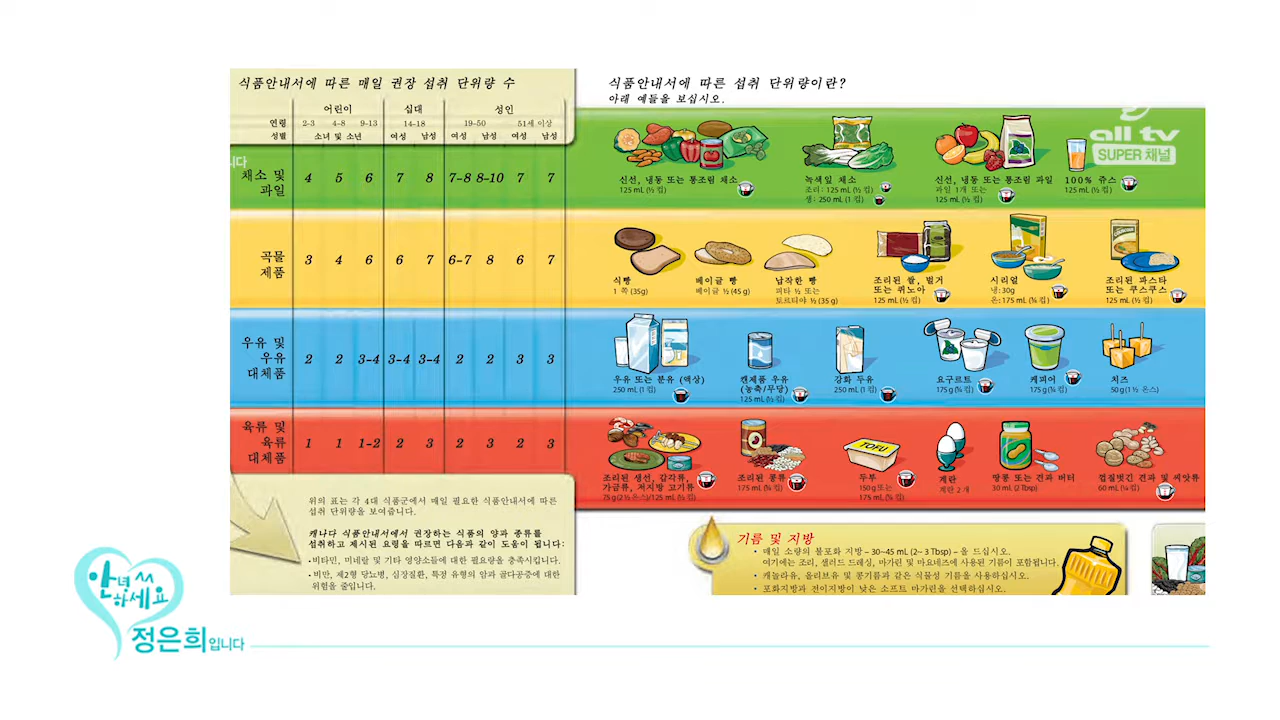 식품안내서에 따른 매일 권장 섭취 단위량 수
어린이 십대 성인
연령 2-3 4-8 9-13 14-18 19-50 51세 이상
성별 소녀 및 소년 여성 남성 여성 남성 여성 남성
니다
채소 및
과일
4 5 6 7 8 7-8 8-10 7 7
곡물
제품
3 4 6 6 7 6-7 8 6 7
우유 및
우유
대체품
2 2 3-4 3-4 3-4 2 2 3 3
육류 및
육류
대체품
1 1 1-2 2 3 2 3 2 3
위의 표는 각 4대 식품군에서 매일 필요한 식품안내서에 따른
섭취 단위량을 보여줍니다.
캐나다 식품안내서에서 권장하는 식품의 양과 종류를
섭취하고 제시된 요령을 따르면 다음과 같이 도움이 됩니다:
• 비타민, 미네랄 및 기타 영양소들에 대한 필요량을 충족시킵니다.
• 비만, 제2형 당뇨병, 심장질환, 특정 유형의 암과 골다공증에 대한
위험을 줄입니다.
식품안내서에 따른 섭취 단위량이란?
아래 예들을 보십시오.
all tv
SUPER 채널
신선, 냉동 또는 통조림 채소
125 mL (½ 컵)
녹색잎 채소
조리: 125 mL (½ 컵)
생: 250 mL (1 컵)
신선, 냉동 또는 통조림 과일
과일 1개 또는
125 mL (½ 컵)
100% 쥬스
125 mL (½ 컵)
식빵
1 쪽 (35g)
베이글 빵
베이글 ½ (45 g)
납작한 빵
피타 ½ 또는
토르티야 ½ (35 g)
조리된 쌀, 벌거
또는 퀴노아
125 mL (½ 컵)
시리얼
냉: 30g
온: 175 mL (¾ 컵)
조리된 파스타
또는 쿠스쿠스
125 mL (½ 컵)
우유 또는 분유 (액상)
250 mL (1 컵)
캔제품 우유
(농축/무당)
125 mL (½ 컵)
강화 두유
250 mL (1 컵)
요구르트
175 g (¾ 컵)
케피어
175 g (¾ 컵)
치즈
50 g (1 ½ 온스)
조리된 생선, 갑각류,
가금류, 저지방 고기류
75 g (2 ½ 온스)/125 mL (½ 컵)
조리된 콩류
175 mL (¾ 컵)
TOFU
두부
150 g 또는
175 mL (¾ 컵)
계란
계란 2 개
땅콩 또는 견과 버터
30 mL (2 Tbsp)
껍질벗긴 견과 및 씨앗류
60 mL (¼ 컵)
기름 및 지방
• 매일 소량의 불포화 지방 – 30~45 mL (2~ 3 Tbsp) – 을 드십시오.
여기에는 조리, 샐러드 드레싱, 마가린 및 마요네즈에 사용된 기름이 포함됩니다.
• 캐놀라유, 올리브유 및 콩기름과 같은 식물성 기름을 사용하십시오.
• 포화지방과 전이지방이 낮은 소프트 마가린을 선택하십시오.
안녕
하세요
정은희입니다